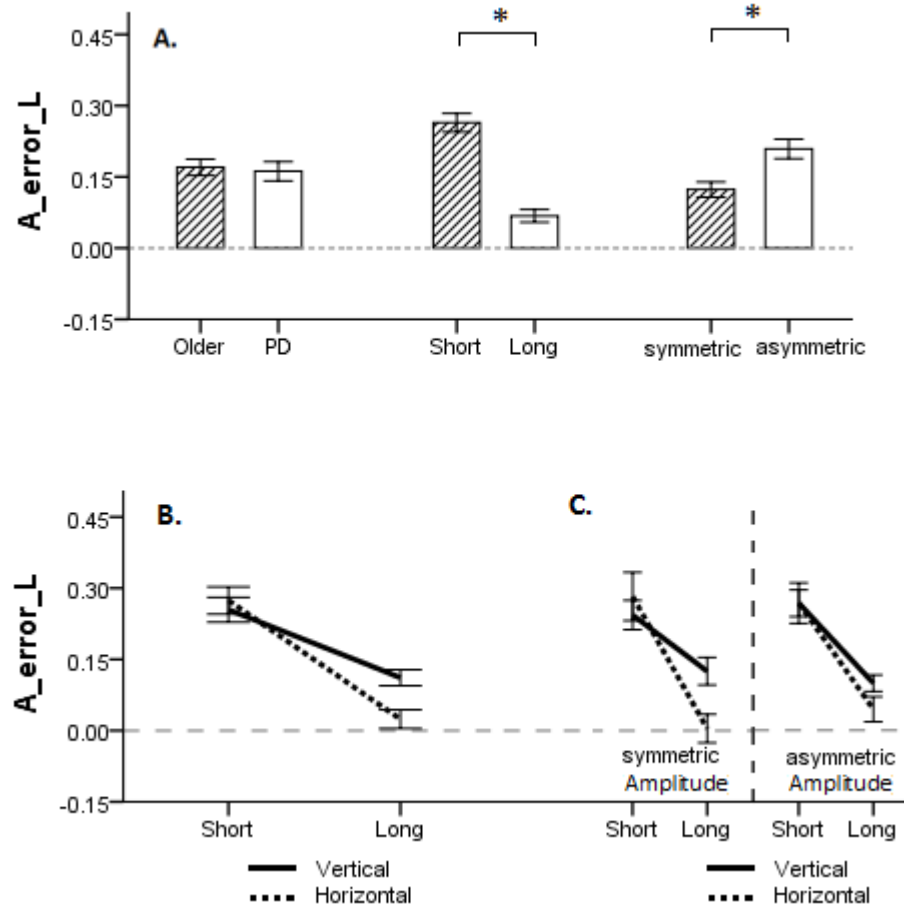 A.
*
*
A_error_L
0.45
0.30
0.15
0.00
-0.15
Older PD Short Long symmetric asymmetric
B.
C.
A_error_L
0.45
0.30
0.15
0.00
-0.15
symmetric
Amplitude
asymmetric
Amplitude
Short Long Short Long Short Long
Vertical
Horizontal
Vertical
Horizontal